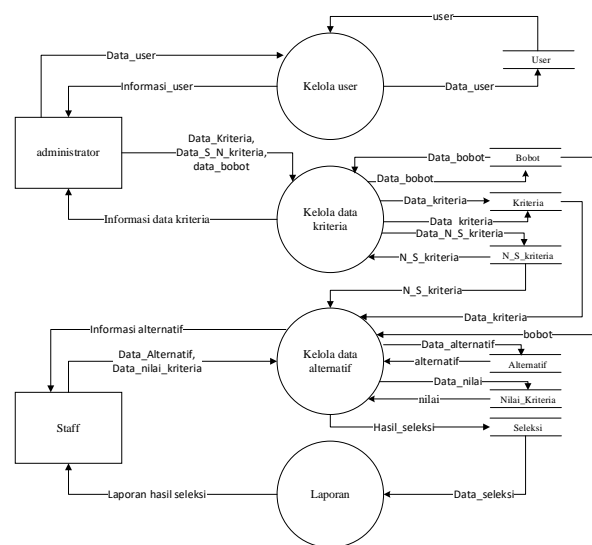 user
Data_user
User
Informasi_user
Kelola user
Data_user
administrator
Data_Kriteria,
Data_S_N_kriteria,
data_bobot
Data_bobot
Bobot
Data_bobot
Kelola data
kriteria
Data_kriteria
Kriteria
Informasi data kriteria
Data_kriteria
Data_N_S_kriteria
N_S_kriteria
N_S_kriteria
N_S_kriteria
Data_kriteria
Informasi alternatif
bobot
Data_Alternatif,
Data_nilai_kriteria
Kelola data
alternatif
Data_alternatif
alternatif
Alternatif
Data_nilai
nilai
Nilai_Kriteria
Staff
Hasil_seleksi
Seleksi
Laporan hasil seleksi
Laporan
Data_seleksi